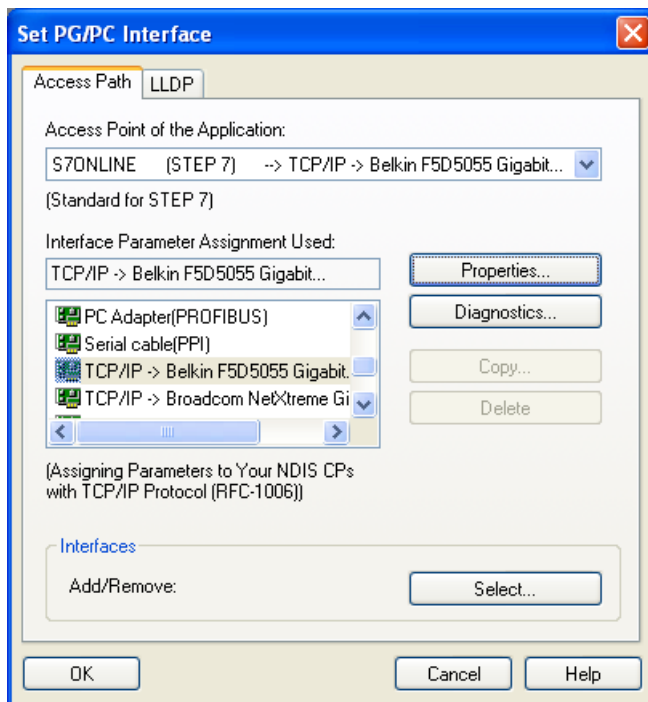 Set PG/PC Interface
Access Path
LLDP
Access Point of the Application:
S7ONLINE (STEP 7) --> TCP/IP -> Belkin F5D5055 Gigabit...
(Standard for STEP 7)
Interface Parameter Assignment Used:
TCP/IP -> Belkin F5D5055 Gigabit...
Properties...
PC Adapter(PROFIBUS)
Diagnostics...
Serial cable(PPI)
TCP/IP -> Belkin F5D5055 Gigabit.
Copy...
TCP/IP -> Broadcom NetXtreme Gi
Delete
(Assigning Parameters to Your NDIS CPs
with TCP/IP Protocol (RFC-1006))
Interfaces
Add/Remove:
Select...
OK
Cancel
Help